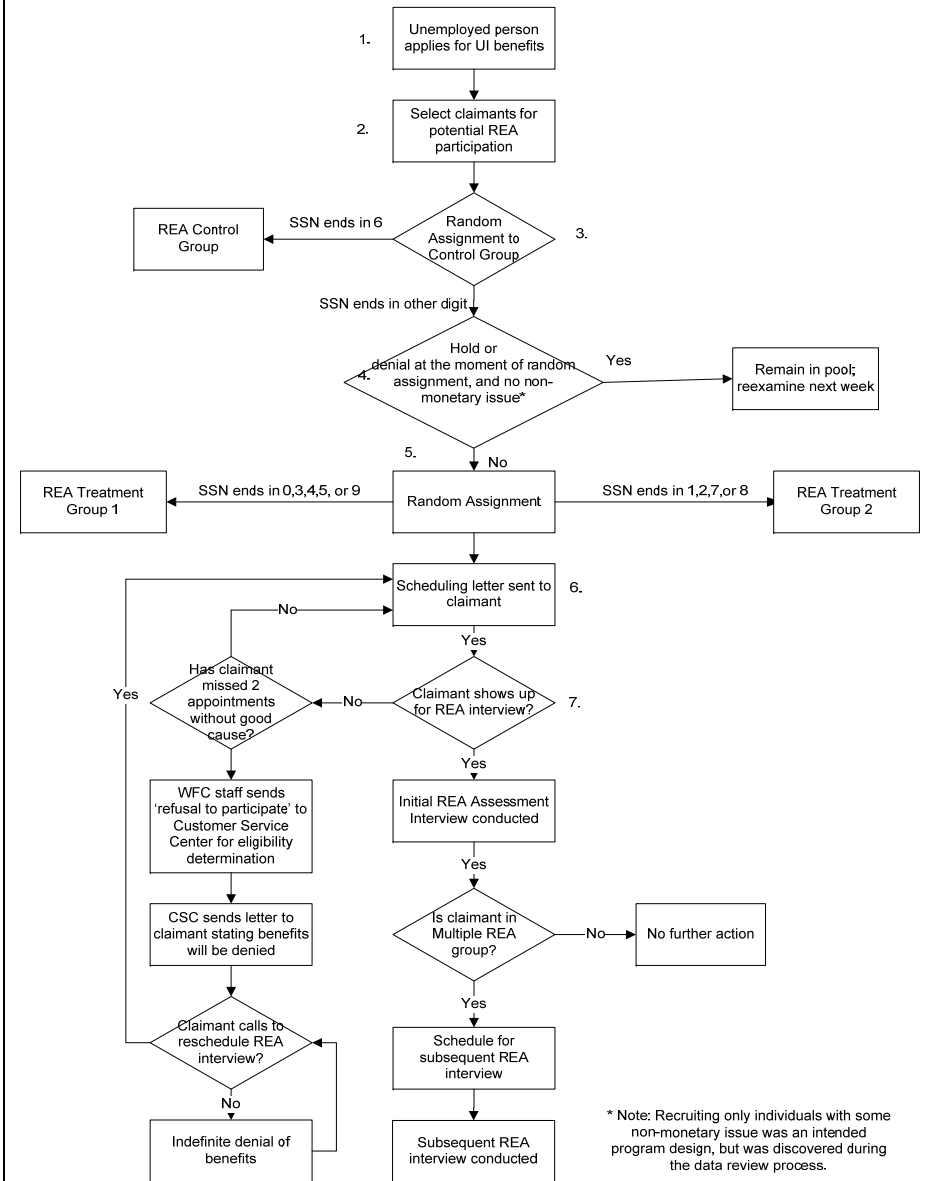 1.
Unemployed person
applies for UI benefits
2.
Select claimants for
potential REA
participation
REA Control
Group
SSN ends in 6
Random
Assignment to
Control Group
3.
SSN ends in other digit
4.
Hold or
denial at the moment of random
assignment, and no non-
monetary issue*
Yes
Remain in pool;
reexamine next week
5.
No
REA Treatment
Group 1
SSN ends in 0,3,4,5, or 9
Random Assignment
SSN ends in 1,2,7,or 8
REA Treatment
Group 2
Scheduling letter sent to
claimant
6.
No
Yes
Yes
Has claimant
missed 2
appointments
without good
cause?
No
Claimant shows up
for REA interview?
7.
Yes
WFC staff sends
'refusal to participate' to
Customer Service
Center for eligibility
determination
Initial REA Assessment
Interview conducted
Yes
CSC sends letter to
claimant stating benefits
will be denied
Is claimant in
Multiple REA
group?
No
No further action
Yes
Claimant calls to
reschedule REA
interview?
Schedule for
subsequent REA
interview
No
Indefinite denial of
benefits
Subsequent REA
interview conducted
* Note: Recruiting only individuals with some
non-monetary issue was an intended
program design, but was discovered during
the data review process.